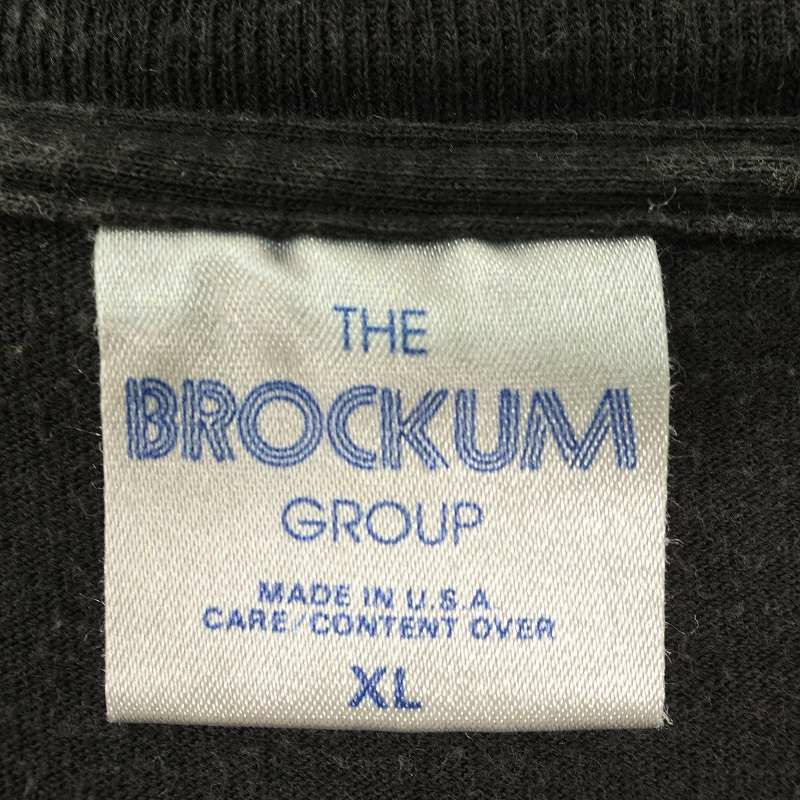 THE
BROCKUM
GROUP
MADE IN U.S.A
CARE/CONTENT OVER
XL